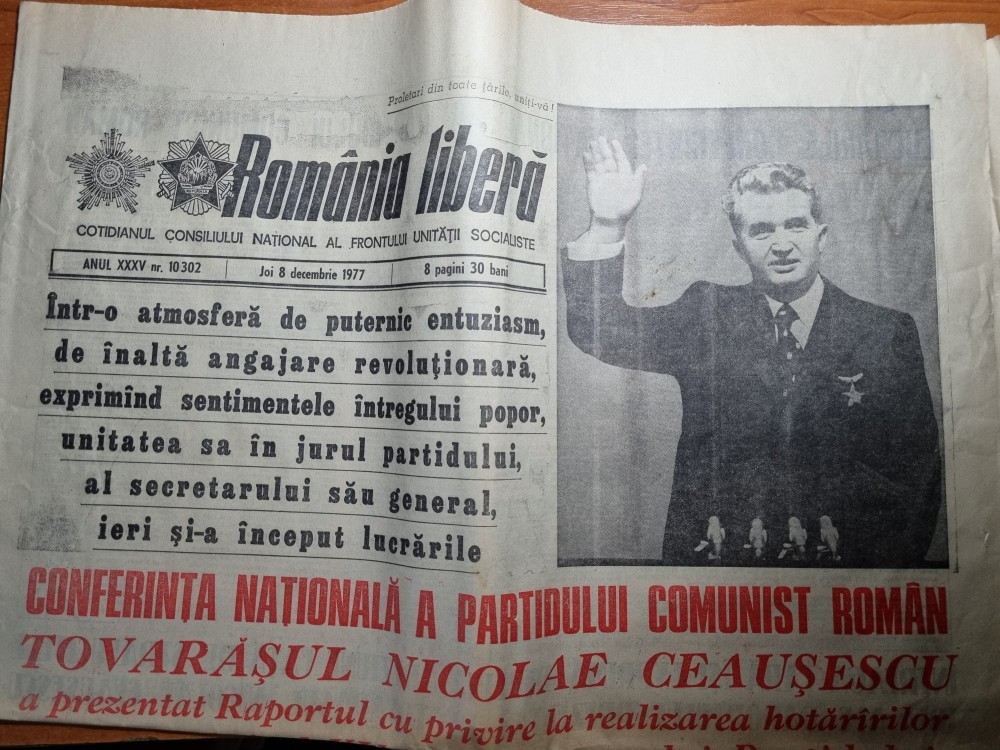 Proletari din toate țările, uniți-vă!
România liberă
COTIDIANUL CONSILIULUI NAȚIONAL AL FRONTULUI UNITĂȚII SOCIALISTE
ANUL XXXV nr. 10302 Joi 8 decembrie 1977 8 pagini 30 bani
Într-o atmosferă de puternic entuziasm,
de înaltă angajare revoluționară,
exprimînd sentimentele întregului popor,
unitatea sa în jurul partidului,
al secretarului său general,
ieri și-a început lucrările
CONFERINȚA NAȚIONALĂ A PARTIDULUI COMUNIST ROMÂN
TOVARĂȘUL NICOLAE CEAUȘESCU
a prezentat Raportul cu privire la realizarea hotărîrilor